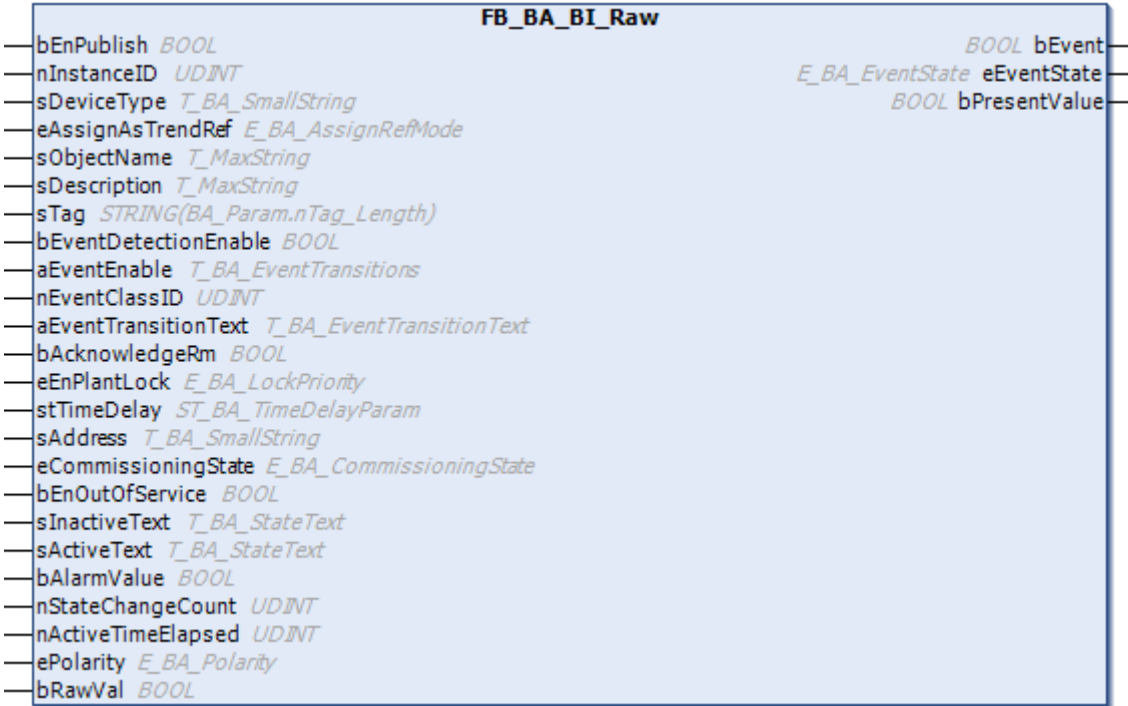 FB_BA_BI_Raw
bEnPublish BOOL BOOL bEvent
nInstanceID UDINT E_BA_EventState eEventState
sDeviceType T_BA_SmallString BOOL bPresentValue
eAssignAsTrendRef E_BA_AssignRefMode
sObjectName T_MaxString
sDescription T_MaxString
sTag STRING(BA_Param.nTag_Length)
bEventDetectionEnable BOOL
aEventEnable T_BA_EventTransitions
nEventClassID UDINT
aEventTransitionText T_BA_EventTransitionText
bAcknowledgeRm BOOL
eEnPlantLock E_BA_LockPriority
stTimeDelay ST_BA_TimeDelayParam
sAddress T_BA_SmallString
eCommissioningState E_BA_CommissioningState
bEnOutOfService BOOL
sInactiveText T_BA_StateText
sActiveText T_BA_StateText
bAlarmValue BOOL
nStateChangeCount UDINT
nActiveTimeElapsed UDINT
ePolarity E_BA_Polarity
bRawVal BOOL